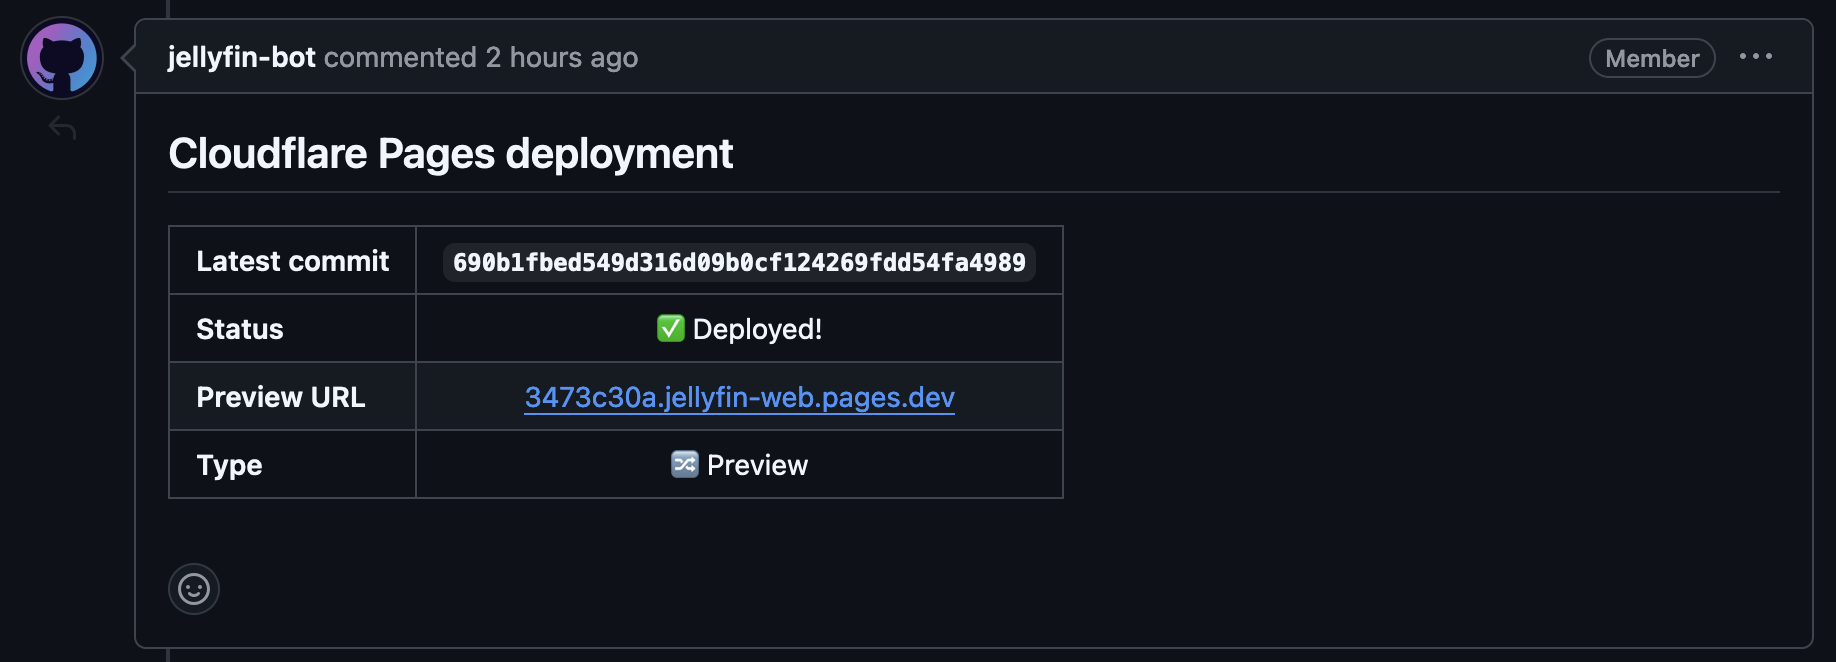 jellyfin-bot commented 2 hours ago Member
Cloudflare Pages deployment
Latest commit 690b1fbed549d316d09b0cf124269fdd54fa4989
Status ✅ Deployed!
Preview URL 3473c30a.jellyfin-web.pages.dev
Type 🔀 Preview